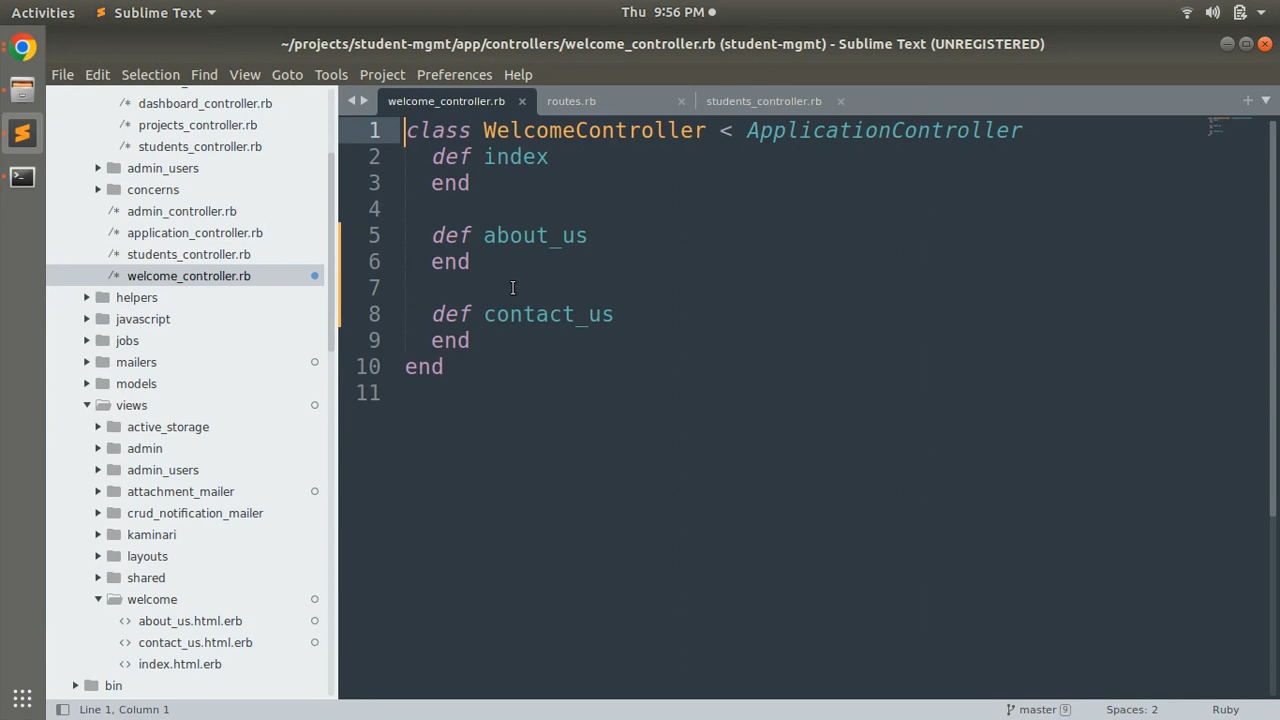 Activities
Sublime Text
Thu 9:56 PM
~/projects/student-mgmt/app/controllers/welcome_controller.rb (student-mgmt) - Sublime Text (UNREGISTERED)
File Edit Selection Find View Goto Tools Project Preferences Help
dashboard_controller.rb
projects_controller.rb
students_controller.rb
admin_users
concerns
admin_controller.rb
application_controller.rb
students_controller.rb
welcome_controller.rb
helpers
javascript
jobs
mailers
models
views
active_storage
admin
admin_users
attachment_mailer
crud_notification_mailer
kaminari
layouts
shared
welcome
about_us.html.erb
contact_us.html.erb
index.html.erb
bin
welcome_controller.rb
routes.rb
students_controller.rb
1 class WelcomeController < ApplicationController
2 def index
3 end
4
5 def about_us
6 end
7
8 def contact_us
9 end
10 end
11
Line 1, Column 1
master 9
Spaces: 2
Ruby